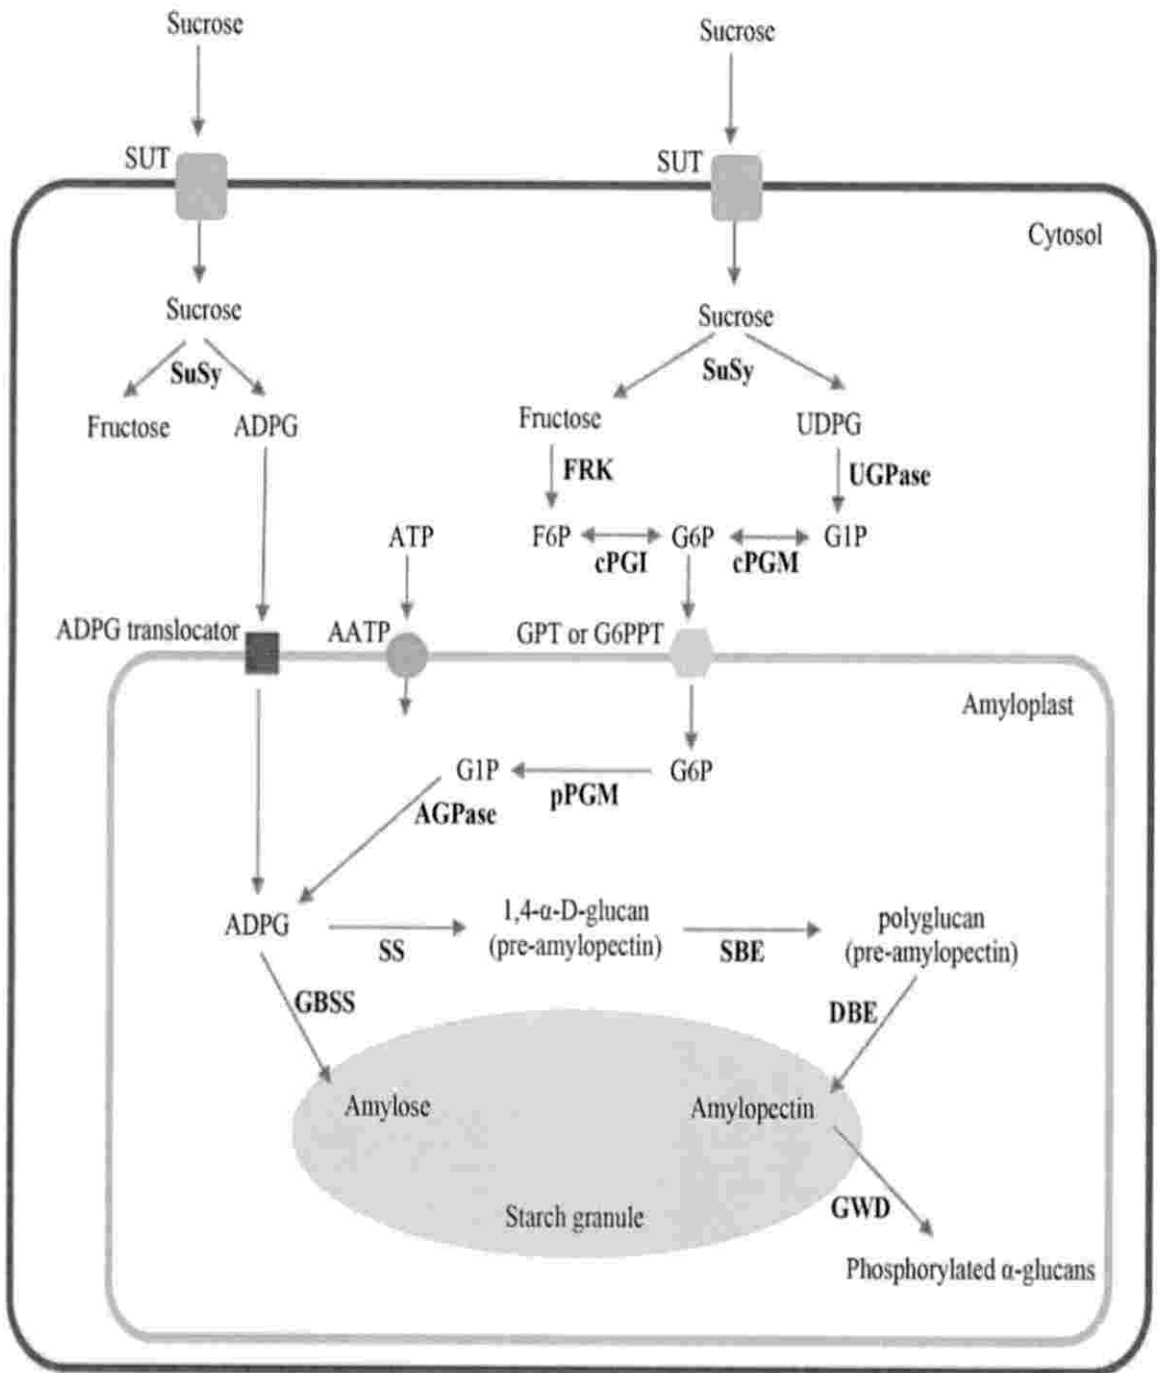 Sucrose
Sucrose
SUT
SUT
Cytosol
Sucrose
Sucrose
SuSy
SuSy
Fructose
ADPG
Fructose
UDPG
FRK
UGPase
ATP
F6P
G6P
G1P
cPGI
cPGM
ADPG translocator
AATP
GPT or G6PPT
Amyloplast
G1P
G6P
pPGM
AGPase
ADPG
1,4-α-D-glucan
(pre-amylopectin)
polyglucan
(pre-amylopectin)
SS
SBE
GBSS
DBE
Amylose
Amylopectin
GWD
Starch granule
Phosphorylated α-glucans